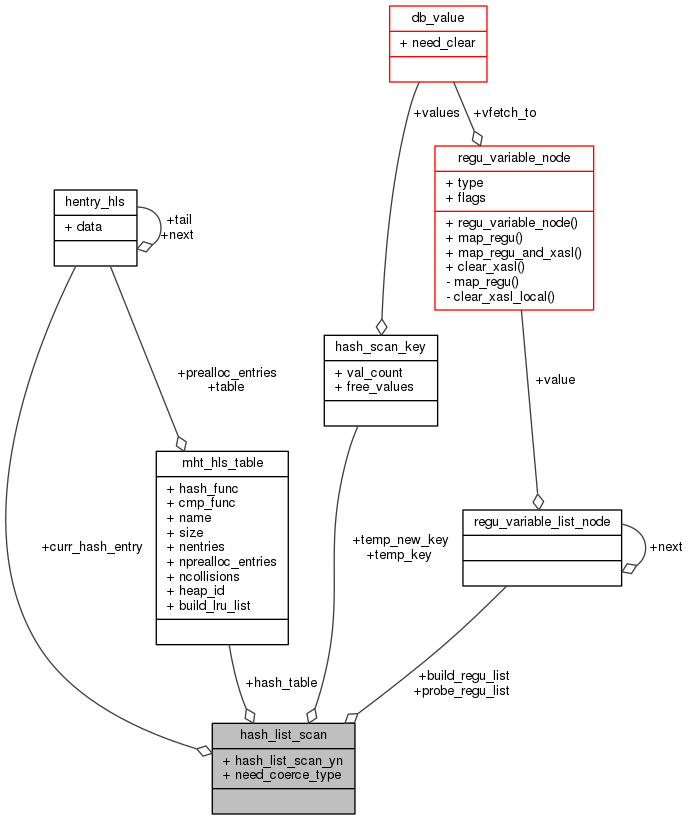 db_value
+ need_clear
+values
+vfetch_to
regu_variable_node
+ type
+ flags
+ regu_variable_node()
+ map_regu()
+ map_regu_and_xasl()
+ clear_xasl()
- map_regu()
- clear_xasl_local()
hentry_hls
+ data
+tail
+next
hash_scan_key
+ val_count
+ free_values
+prealloc_entries
+table
+value
mht_hls_table
+ hash_func
+ cmp_func
+ name
+ size
+ nentries
+ nprealloc_entries
+ ncollisions
+ heap_id
+ build_lru_list
regu_variable_list_node
+next
+curr_hash_entry
+temp_new_key
+temp_key
+hash_table
+build_regu_list
+probe_regu_list
hash_list_scan
+ hash_list_scan_yn
+ need_coerce_type